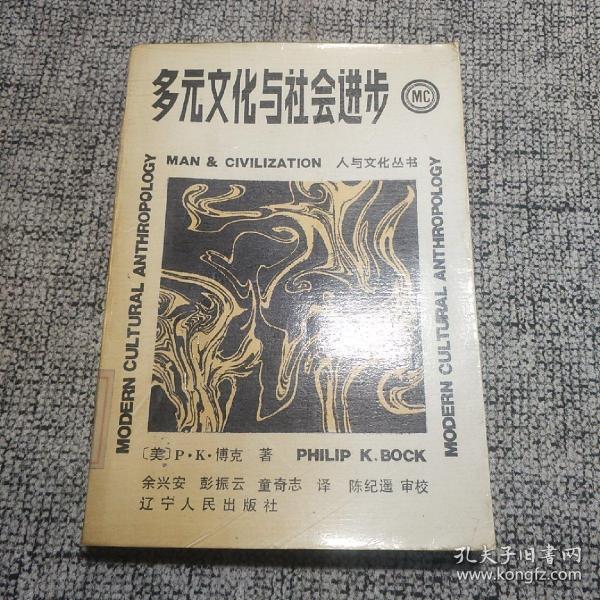 多元文化与社会进步 MC
MAN & CIVILIZATION 人与文化丛书
MODERN CULTURAL ANTHROPOLOGY
MODERN CULTURAL ANTHROPOLOGY
〔美〕P·K·博克 著 PHILIP K. BOCK
余兴安 彭振云 童奇志 译 陈纪遥 审校
辽宁人民出版社
孔夫子旧书网
www.kongfz.com